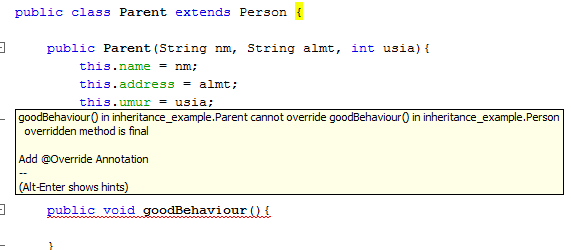 public class Parent extends Person {
public Parent(String nm, String almt, int usia){
this.name = nm;
this.address = almt;
this.umur = usia;
goodBehaviour() in inheritance_example.Parent cannot override goodBehaviour() in inheritance_example.Person
overridden method is final
Add @Override Annotation
--
(Alt-Enter shows hints)
public void goodBehaviour(){
}